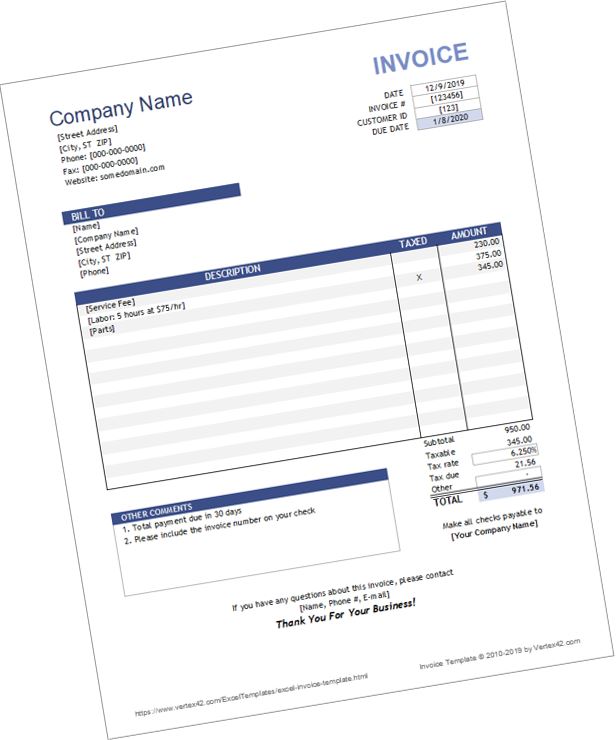 INVOICE
Company Name
[Street Address]
[City, ST ZIP]
Phone: [000-000-0000]
Fax: [000-000-0000]
Website: somedomain.com
DATE 12/9/2019
INVOICE # [123456]
CUSTOMER ID [123]
DUE DATE 1/8/2020
BILL TO
[Name]
[Company Name]
[Street Address]
[City, ST ZIP]
[Phone]
DESCRIPTION TAXED AMOUNT
[Service Fee] 230.00
[Labor: 5 hours at $75/hr] 375.00
[Parts] X 345.00
Subtotal 950.00
Taxable 345.00
Tax rate 6.250%
Tax due 21.56
Other -
TOTAL $ 971.56
OTHER COMMENTS
1. Total payment due in 30 days
2. Please include the invoice number on your check
Make all checks payable to
[Your Company Name]
If you have any questions about this invoice, please contact
[Name, Phone #, E-mail]
Thank You For Your Business!
https://www.vertex42.com/ExcelTemplates/excel-invoice-template.html
Invoice Template © 2010-2019 by Vertex42.com